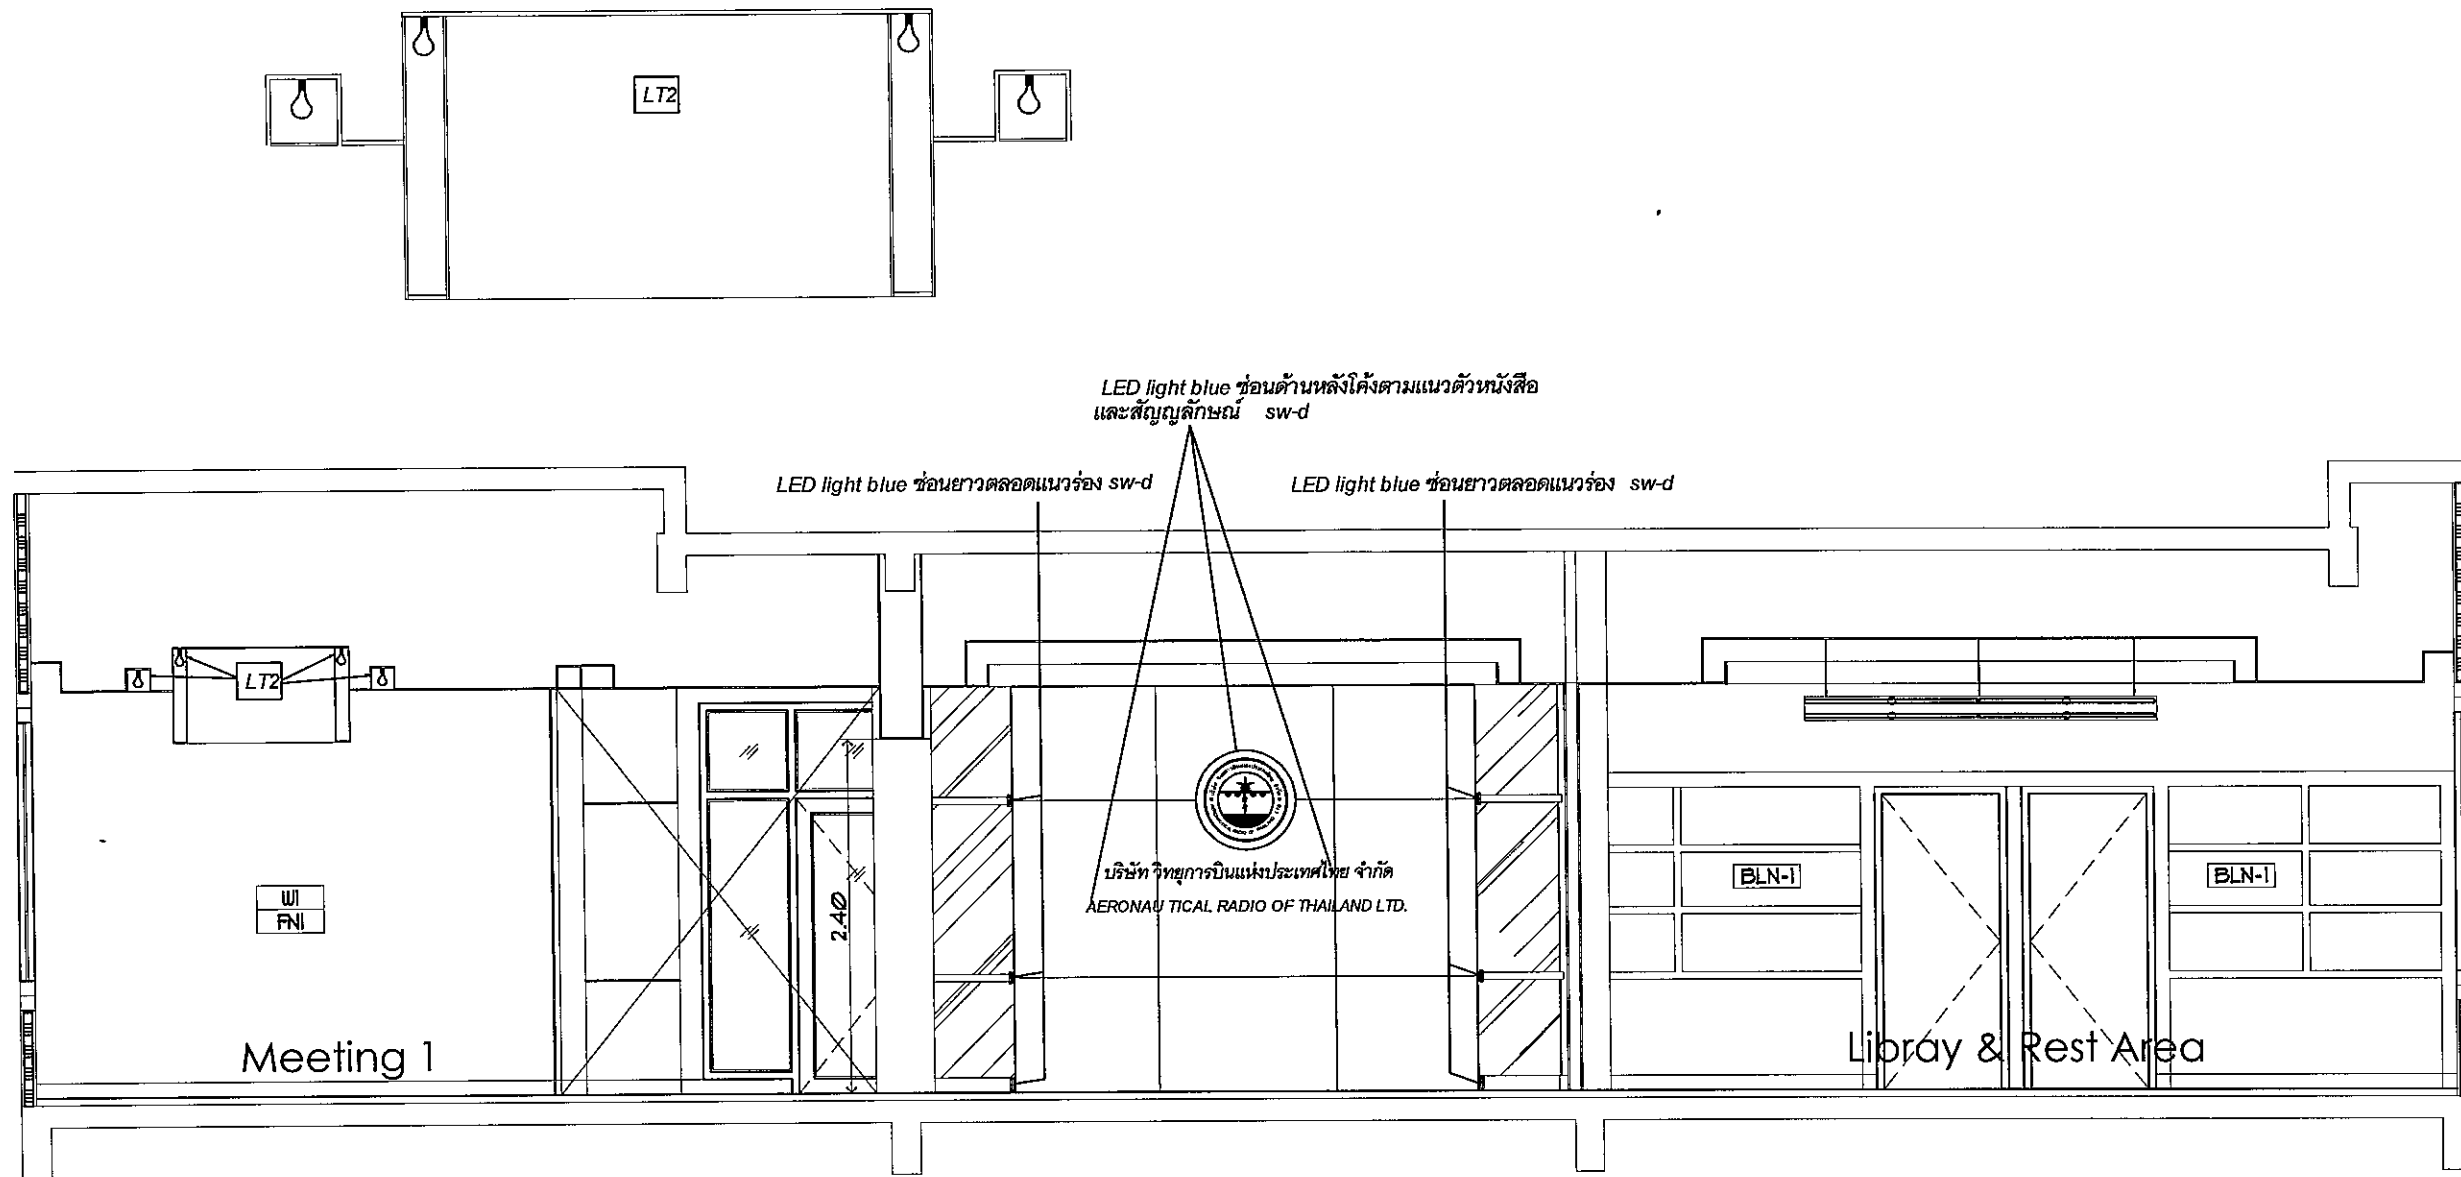 LT2
LED light blue ซ่อนด้านหลังโค้งตามแนวตัวหนังสือ
และสัญญลักษณ์ sw-d
LED light blue ซ่อนยาวตลอดแนวร่อง sw-d
LED light blue ซ่อนยาวตลอดแนวร่อง sw-d
LT2
บริษัท วิทยุการบินแห่งประเทศไทย จำกัด
AERONAU TICAL RADIO OF THAILAND LTD.
2.40
W1
FN1
BLN-1
BLN-1
Meeting 1
Libray & Rest Area